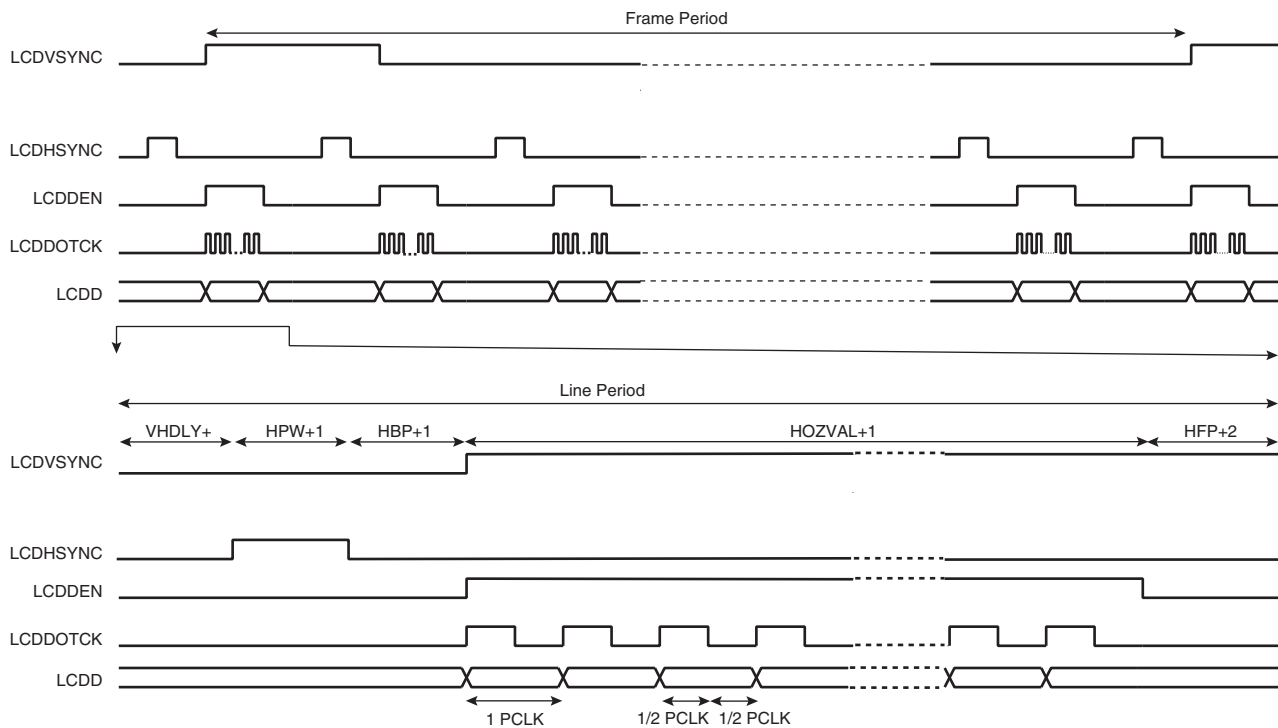 Frame Period
LCDVSYNC
LCDHSYNC
LCDDEN
LCDDOTCK
LCDD
Line Period
VHDLY+ HPW+1 HBP+1 HOZVAL+1 HFP+2
LCDVSYNC
LCDHSYNC
LCDDEN
LCDDOTCK
LCDD
1 PCLK 1/2 PCLK 1/2 PCLK